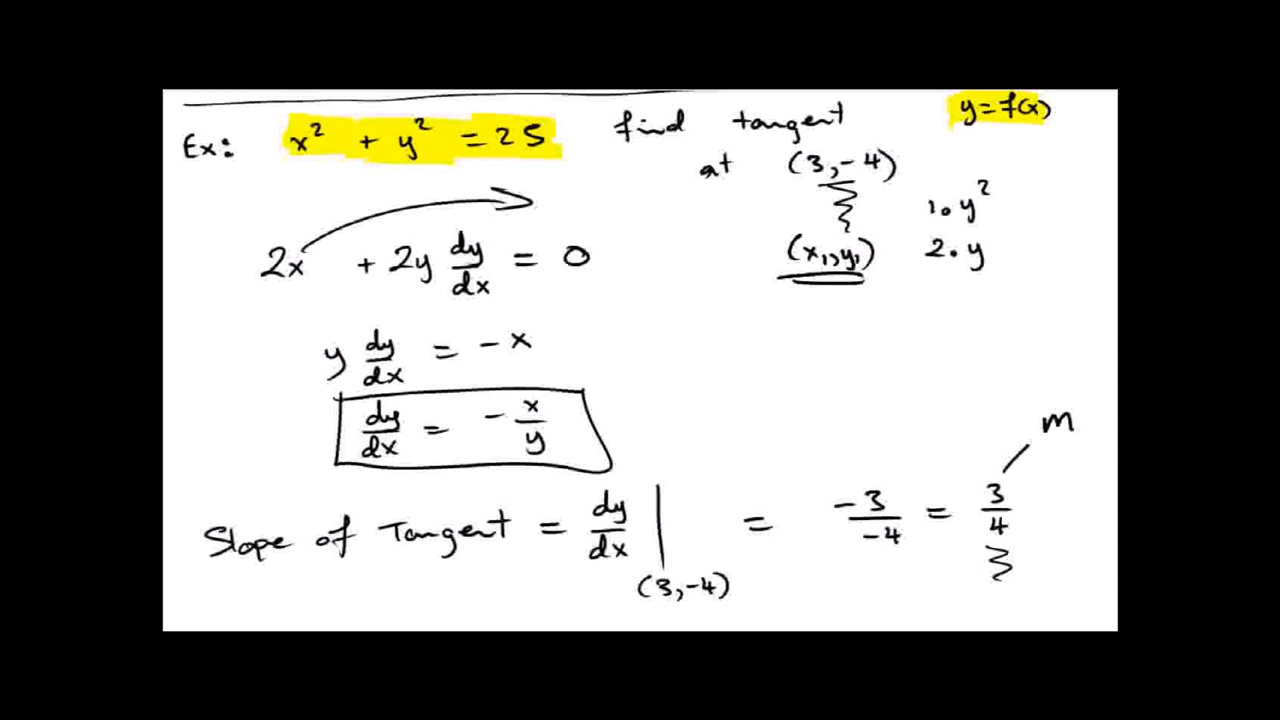 Ex: x² + y² = 25 find tangent y = f(x)
at (3, -4)
1. y²
(x₁, y₁) 2. y
2x + 2y dy/dx = 0
y dy/dx = - x
dy/dx = - x/y
m
Slope of Tangent = dy/dx | (3, -4) = -3/-4 = 3/4